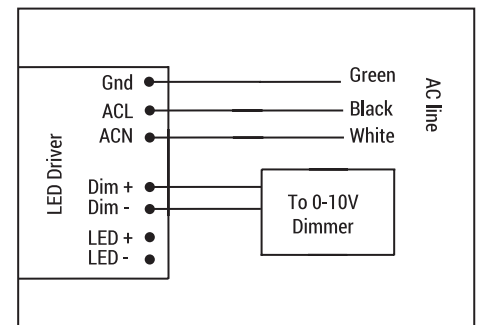 LED Driver
Gnd
ACL
ACN
Dim +
Dim -
LED +
LED -
Green
Black
White
AC line
To 0-10V
Dimmer